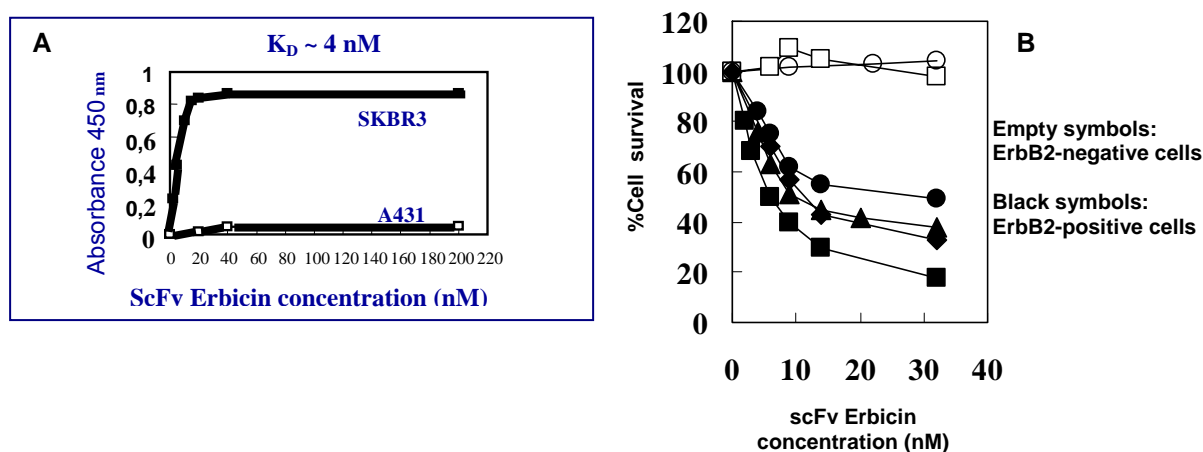 A
K_D ~ 4 nM
Absorbance 450 nm
1
0,8
0,6
0,4
0,2
0
SKBR3
A431
0 20 40 60 80 100 120 140 160 180 200 220
ScFv Erbicin concentration (nM)
B
%Cell survival
120
100
80
60
40
20
0
0 10 20 30 40
scFv Erbicin
concentration (nM)
Empty symbols:
ErbB2-negative cells
Black symbols:
ErbB2-positive cells